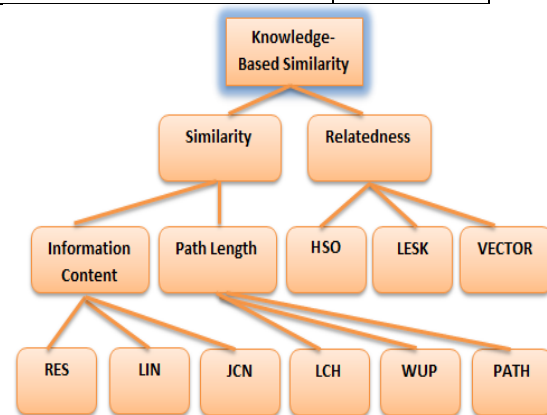 Knowledge-
Based Similarity
Similarity
Relatedness
Information
Content
Path Length
HSO
LESK
VECTOR
RES
LIN
JCN
LCH
WUP
PATH